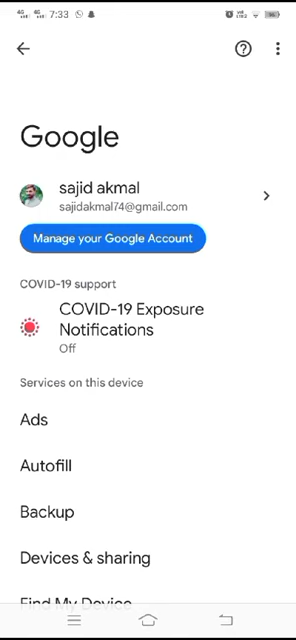 7:33
Google
sajid akmal
sajidakmal74@gmail.com
Manage your Google Account
COVID-19 support
COVID-19 Exposure
Notifications
Off
Services on this device
Ads
Autofill
Backup
Devices & sharing
Find My Device